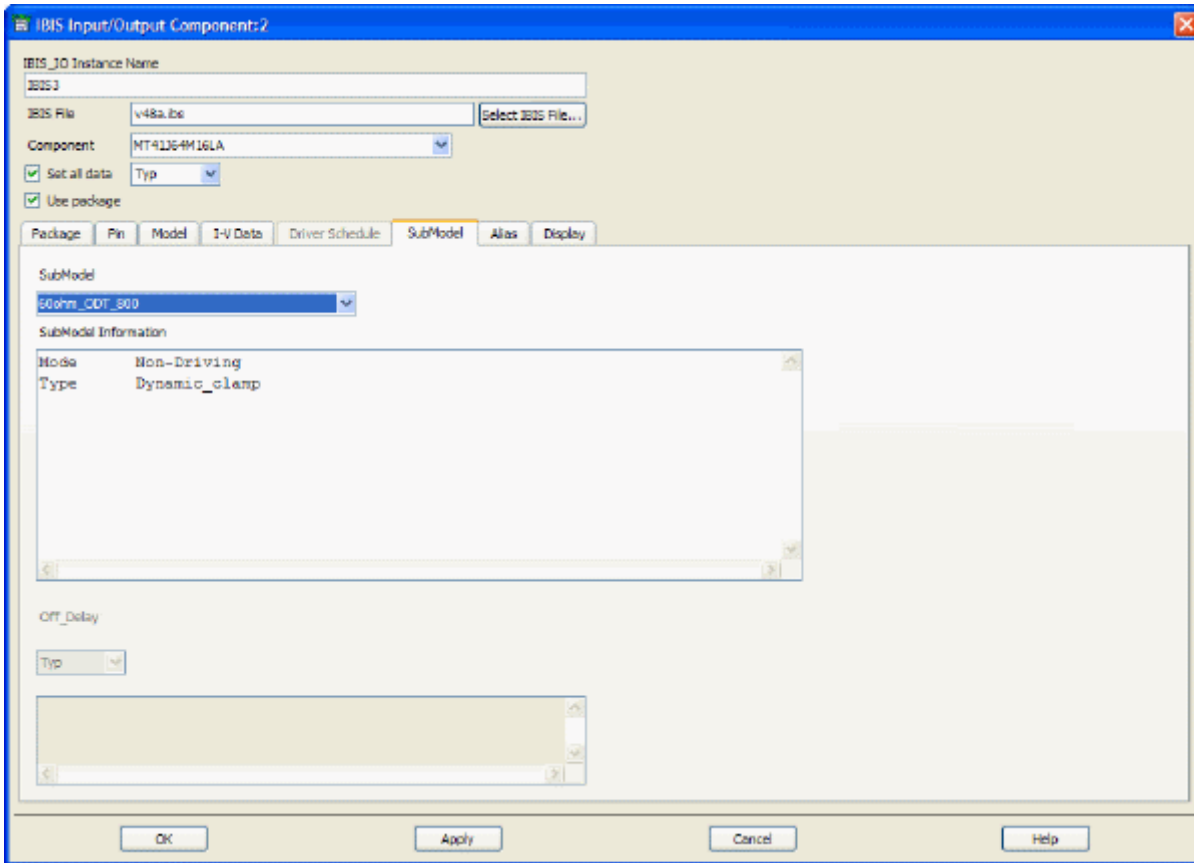 IBIS Input/Output Component:2
IBIS_IO Instance Name
IBIS3
IBIS File v48a.ibs Select IBIS File...
Component MT41J64M16LA
Set all data Typ
Use package
Package Pin Model I-V Data Driver Schedule SubModel Alias Display
SubModel
60ohm_ODT_800
SubModel Information
Mode Non-Driving
Type Dynamic_clamp
Off_Delay
Typ
OK Apply Cancel Help